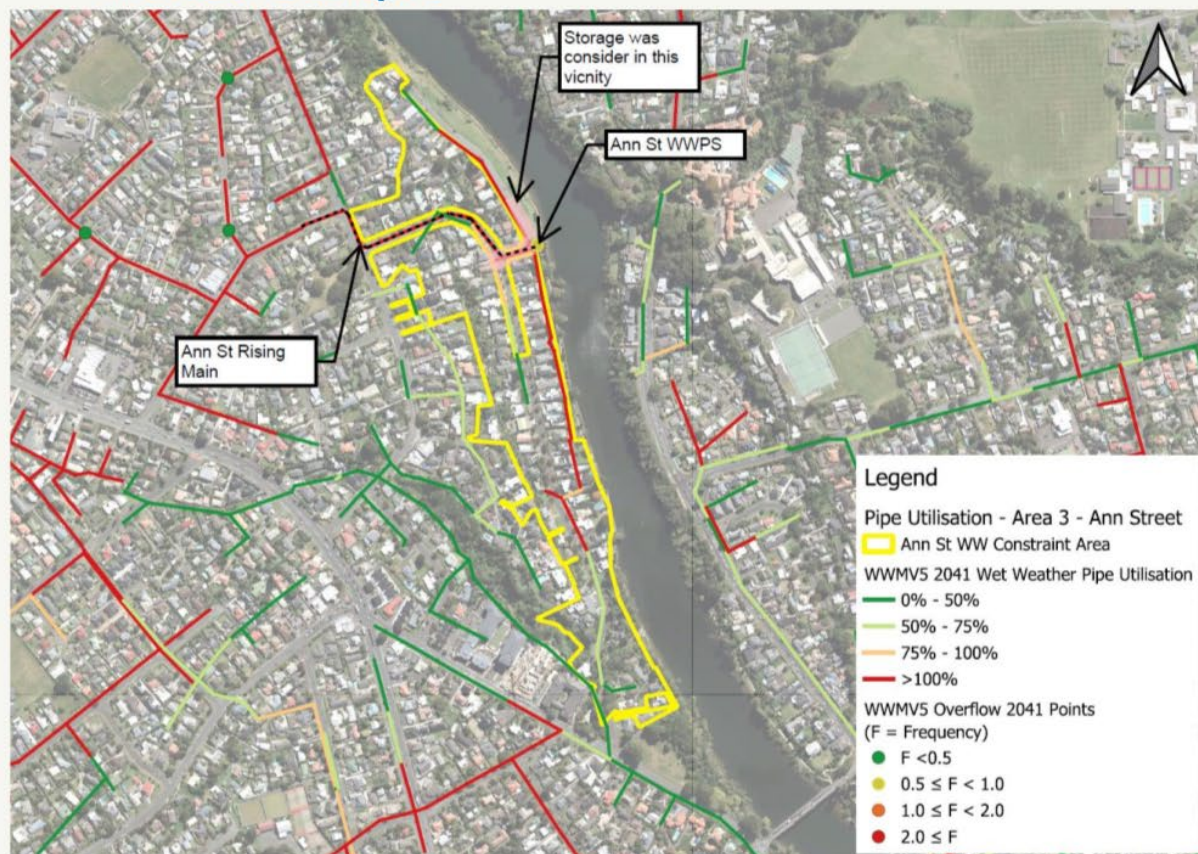 Storage was
consider in this
vicnity
Ann St WWPS
Ann St Rising
Main
Legend
Pipe Utilisation - Area 3 - Ann Street
Ann St WW Constraint Area
WWMV5 2041 Wet Weather Pipe Utilisation
0% - 50%
50% - 75%
75% - 100%
>100%
WWMV5 Overflow 2041 Points
(F = Frequency)
F <0.5
0.5 ≤ F < 1.0
1.0 ≤ F < 2.0
2.0 ≤ F